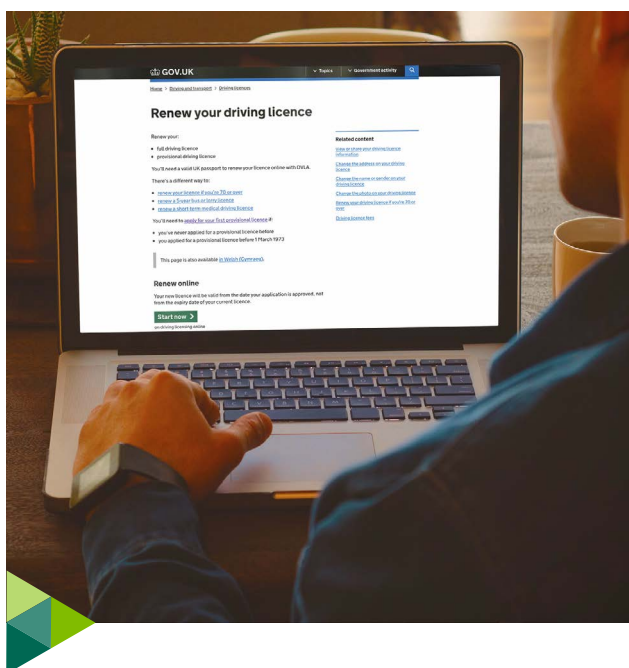 GOV.UK
Topics
Government activity
Home > Driving and transport > Driving licences
Renew your driving licence
Renew your:
• full driving licence
• provisional driving licence
You'll need a valid UK passport to renew your licence online with DVLA.
There's a different way to:
• renew your licence if you're 70 or over
• renew a 5-year bus or lorry licence
• renew a short-term medical driving licence
You'll need to apply for your first provisional licence if:
• you've never applied for a provisional licence before
• you applied for a provisional licence before 1 March 1973
This page is also available in Welsh (Cymraeg).
Renew online
Your new licence will be valid from the date your application is approved, not
from the expiry date of your current licence.
Start now >
on driving licensing online
Related content
View or share your driving licence
information
Change the address on your driving
licence
Change the name or gender on your
driving licence
Change the photo on your driving licence
Renew your driving licence if you're 70 or
over
Driving licence fees